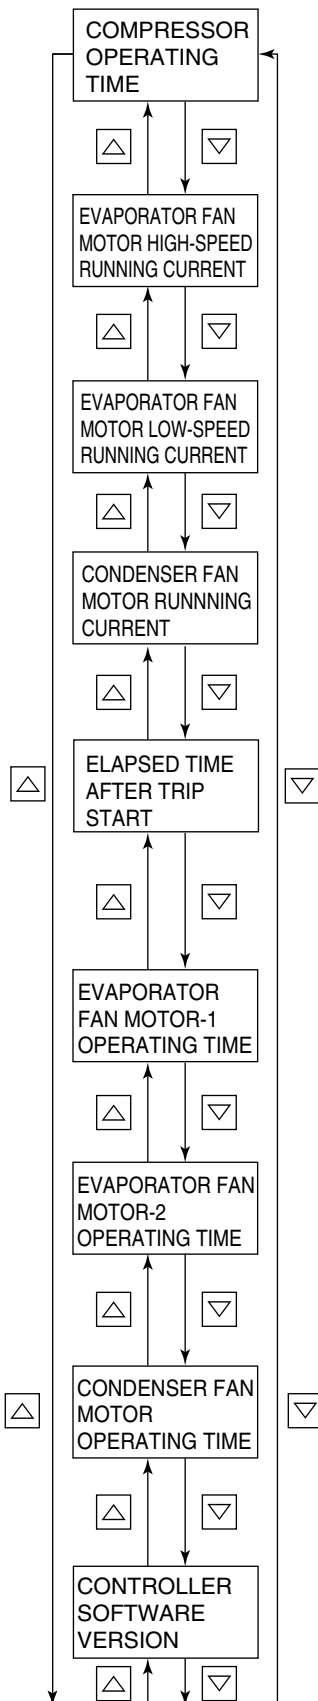 COMPRESSOR
OPERATING
TIME
EVAPORATOR FAN
MOTOR HIGH-SPEED
RUNNING CURRENT
EVAPORATOR FAN
MOTOR LOW-SPEED
RUNNING CURRENT
CONDENSER FAN
MOTOR RUNNNING
CURRENT
ELAPSED TIME
AFTER TRIP
START
EVAPORATOR
FAN MOTOR-1
OPERATING TIME
EVAPORATOR FAN
MOTOR-2
OPERATING TIME
CONDENSER FAN
MOTOR
OPERATING TIME
CONTROLLER
SOFTWARE
VERSION